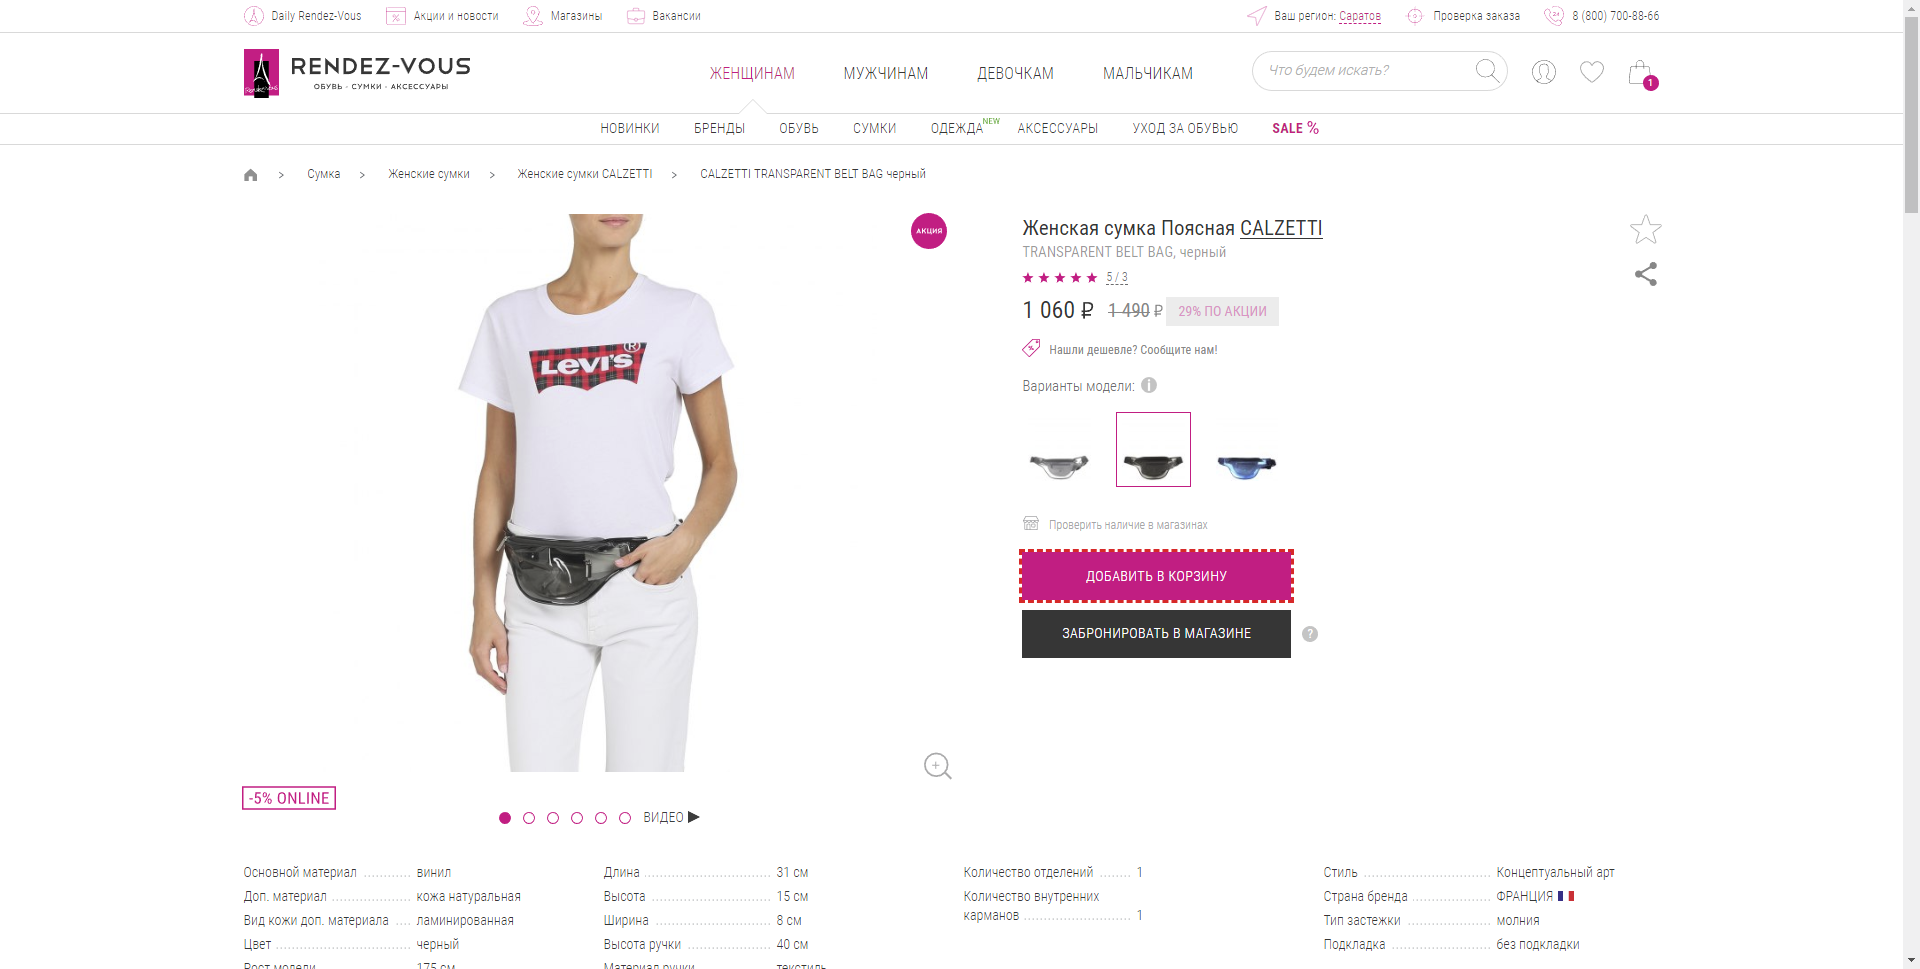 Daily Rendez-Vous
Акции и новости
Магазины
Вакансии
Ваш регион: Саратов
Проверка заказа
8 (800) 700-88-66
RENDEZ-VOUS
ОБУВЬ · СУМКИ · АКСЕССУАРЫ
ЖЕНЩИНАМ
МУЖЧИНАМ
ДЕВОЧКАМ
МАЛЬЧИКАМ
Что будем искать?
1
НОВИНКИ
БРЕНДЫ
ОБУВЬ
СУМКИ
ОДЕЖДА NEW
АКСЕССУАРЫ
УХОД ЗА ОБУВЬЮ
SALE %
> Сумка > Женские сумки > Женские сумки CALZETTI > CALZETTI TRANSPARENT BELT BAG черный
АКЦИЯ
Levi's ®
Женская сумка Поясная CALZETTI
TRANSPARENT BELT BAG, черный
5 / 3
1 060 ₽ 1 490 ₽ 29% ПО АКЦИИ
Нашли дешевле? Сообщите нам!
Варианты модели: i
Проверить наличие в магазинах
ДОБАВИТЬ В КОРЗИНУ
ЗАБРОНИРОВАТЬ В МАГАЗИНЕ ?
-5% ONLINE
ВИДЕО
Основной материал ............ винил
Доп. материал .................... кожа натуральная
Вид кожи доп. материала .... ламинированная
Цвет .................................. черный
Рост модели 175 см
Длина ................................ 31 см
Высота .............................. 15 см
Ширина ............................. 8 см
Высота ручки ..................... 40 см
Материал ручки текстиль
Количество отделений ........ 1
Количество внутренних
карманов ........................... 1
Стиль ................................ Концептуальный арт
Страна бренда .................... ФРАНЦИЯ
Тип застежки ...................... молния
Подкладка ......................... без подкладки